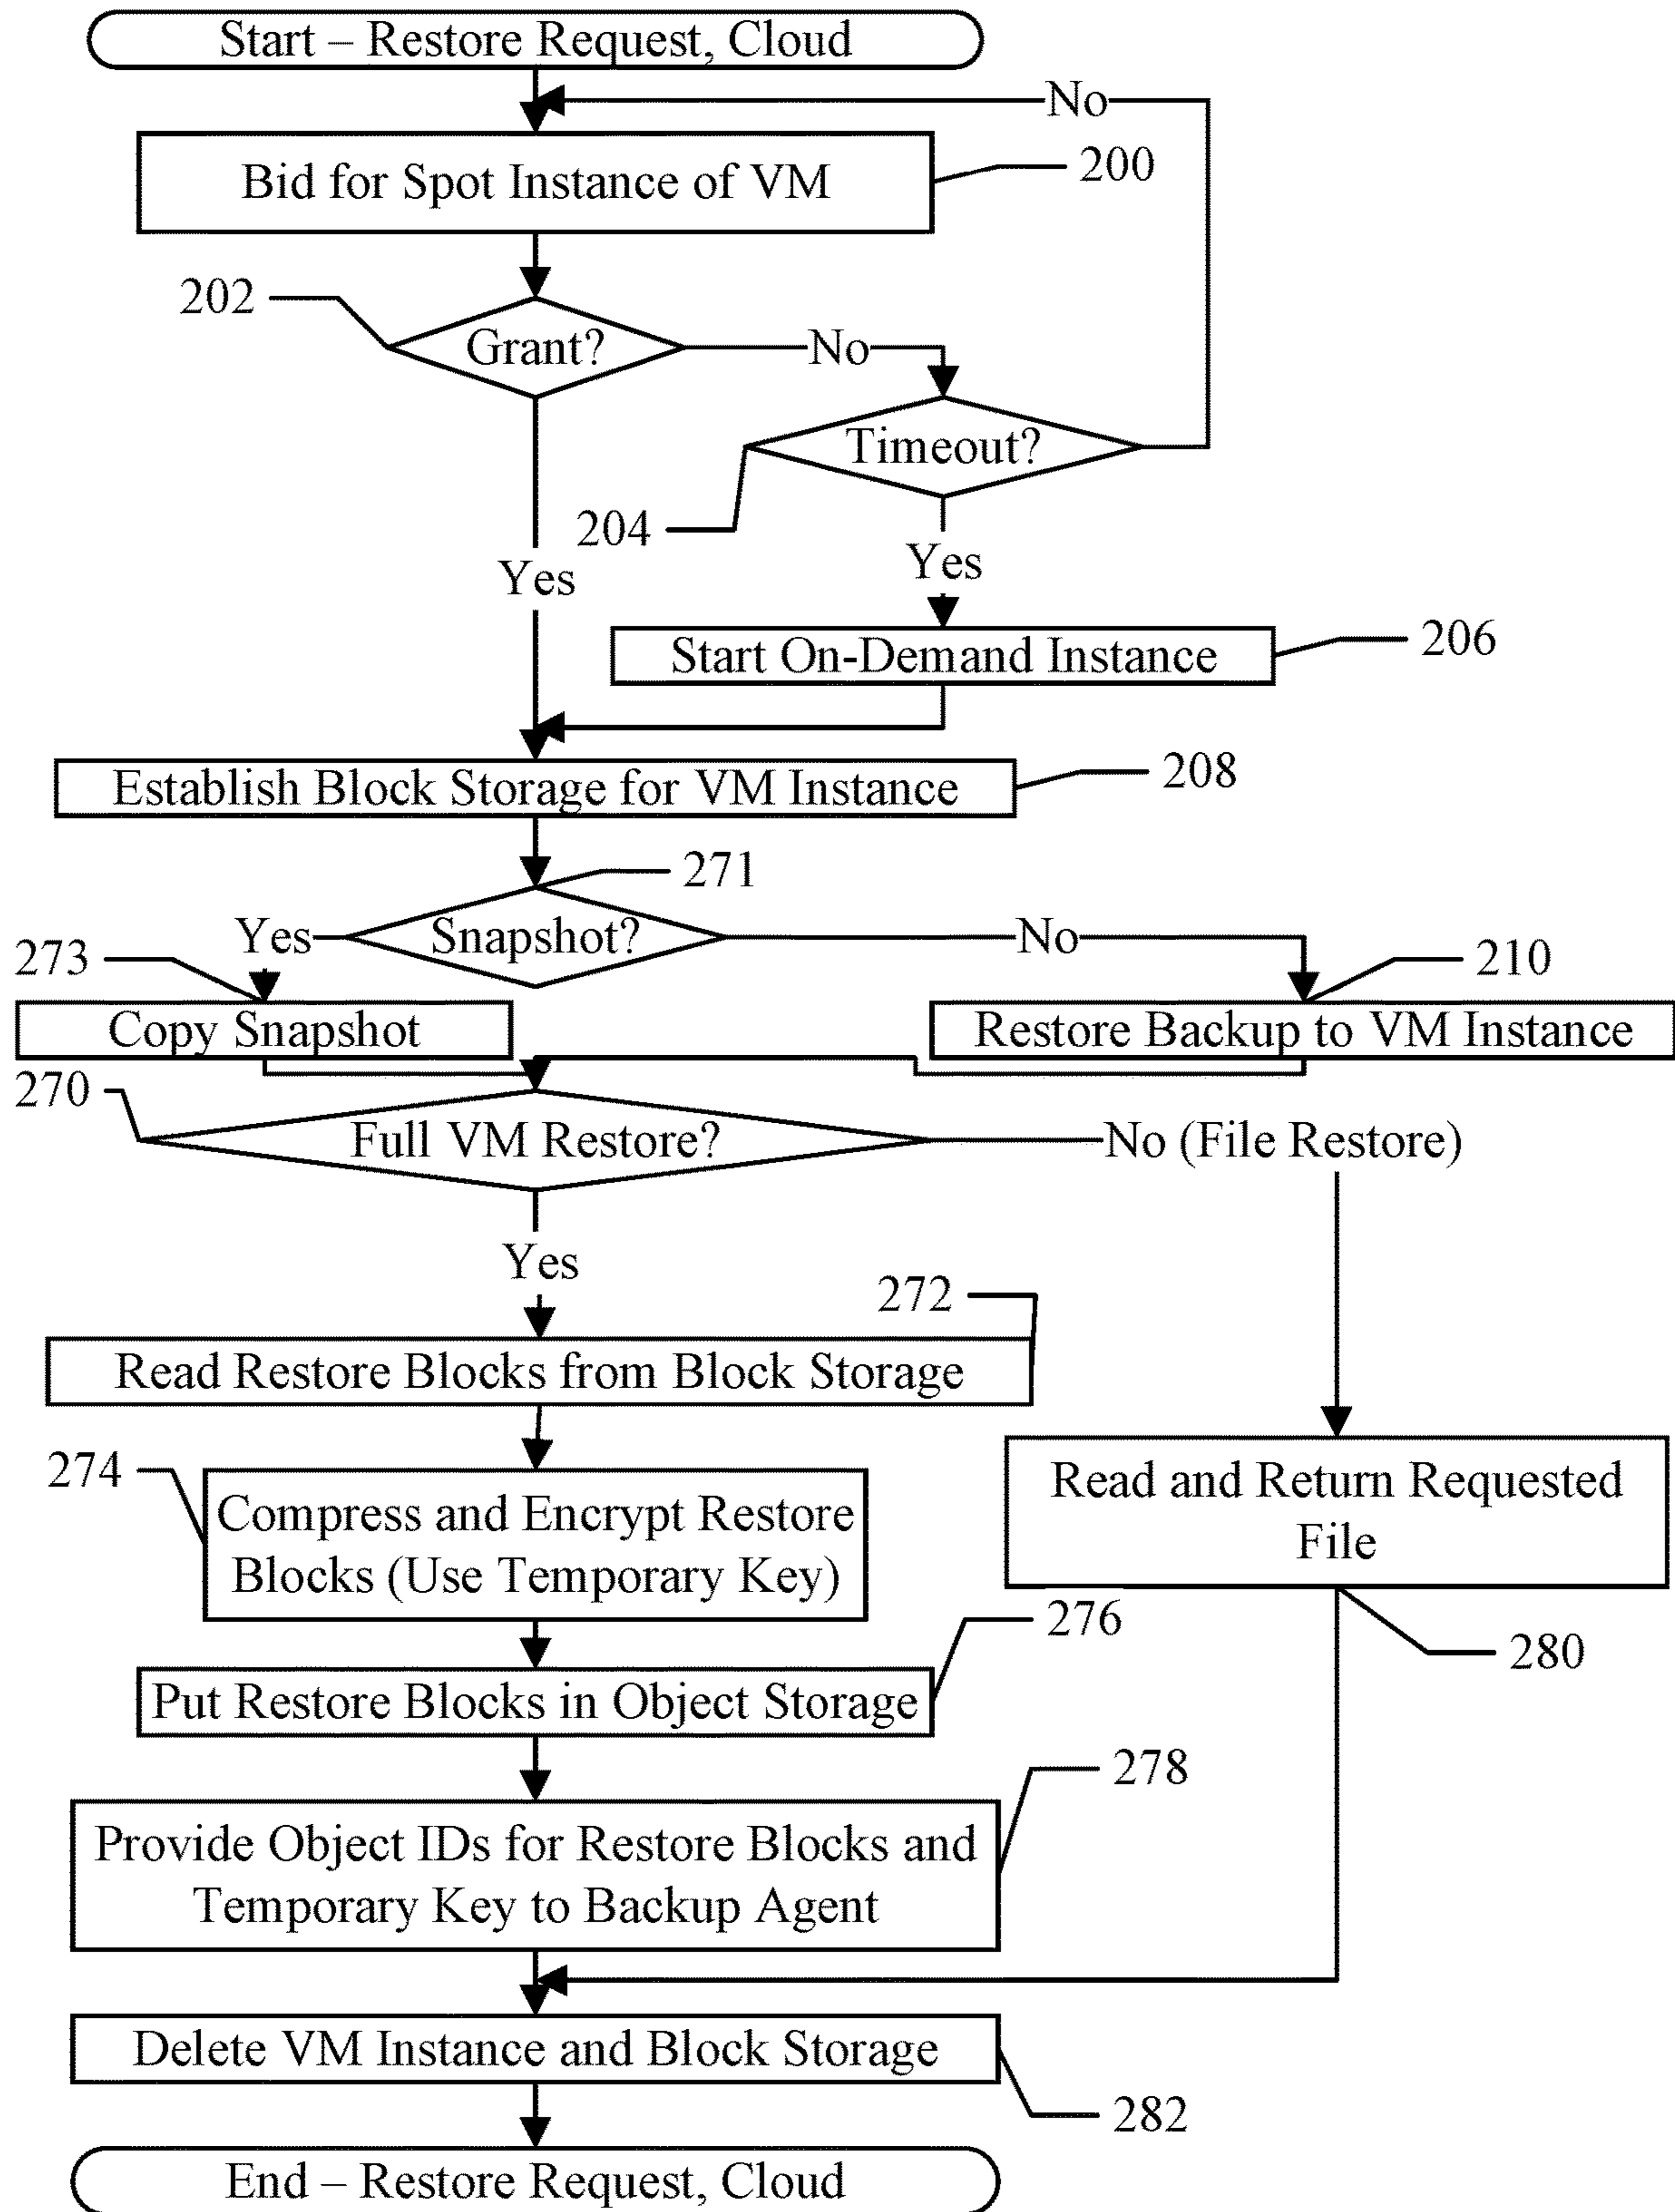 Start – Restore Request, Cloud
No
Bid for Spot Instance of VM
200
202
Grant?
No
Timeout?
204
Yes
Yes
Start On-Demand Instance
206
Establish Block Storage for VM Instance
208
271
Yes
Snapshot?
No
273
210
Copy Snapshot
Restore Backup to VM Instance
270
Full VM Restore?
No (File Restore)
Yes
272
Read Restore Blocks from Block Storage
274
Compress and Encrypt Restore
Blocks (Use Temporary Key)
Read and Return Requested
File
276
280
Put Restore Blocks in Object Storage
278
Provide Object IDs for Restore Blocks and
Temporary Key to Backup Agent
Delete VM Instance and Block Storage
282
End – Restore Request, Cloud